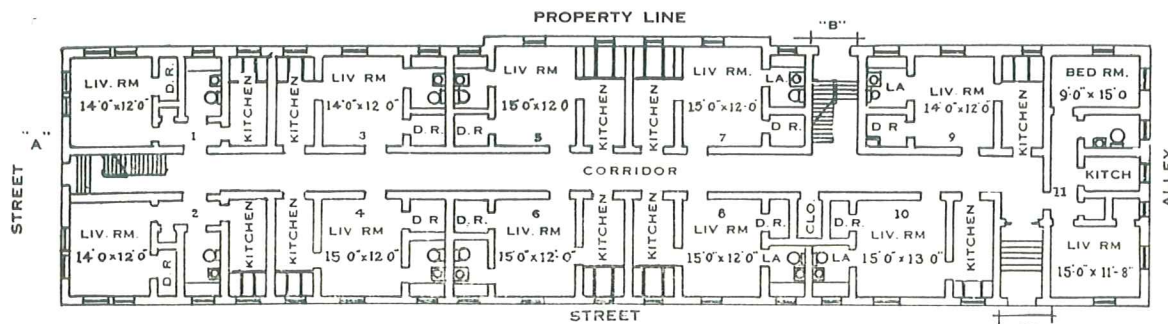 PROPERTY LINE
"B"
LIV. RM
14'0"x12'0"
D.R.
KITCHEN
KITCHEN
LIV RM
14'0"x12 0"
D.R.
D.R.
LIV RM
15'0"x12 0
KITCHEN
KITCHEN
LIV RM.
15'0"x12'0
LA.
D R.
LA
D R
LIV RM
14'0"x12'0"
KITCHEN
BED RM.
9'0"x15'0
"A"
1
3
5
7
9
STREET
CORRIDOR
KITCH
ALLEY
11
2
4
6
8
10
LIV. RM.
14'0x12'0"
D.R
KITCHEN
KITCHEN
LIV RM
15'0"x12'0"
D R
D.R.
LIV. RM
15'0"x12'-0"
KITCHEN
KITCHEN
LIV RM
15'0"x12'0"
D.R.
LA
CLO.
D.R.
LA
LIV. RM
15'0"x13 0"
KITCHEN
LIV RM
15'0"x11'-8"
STREET